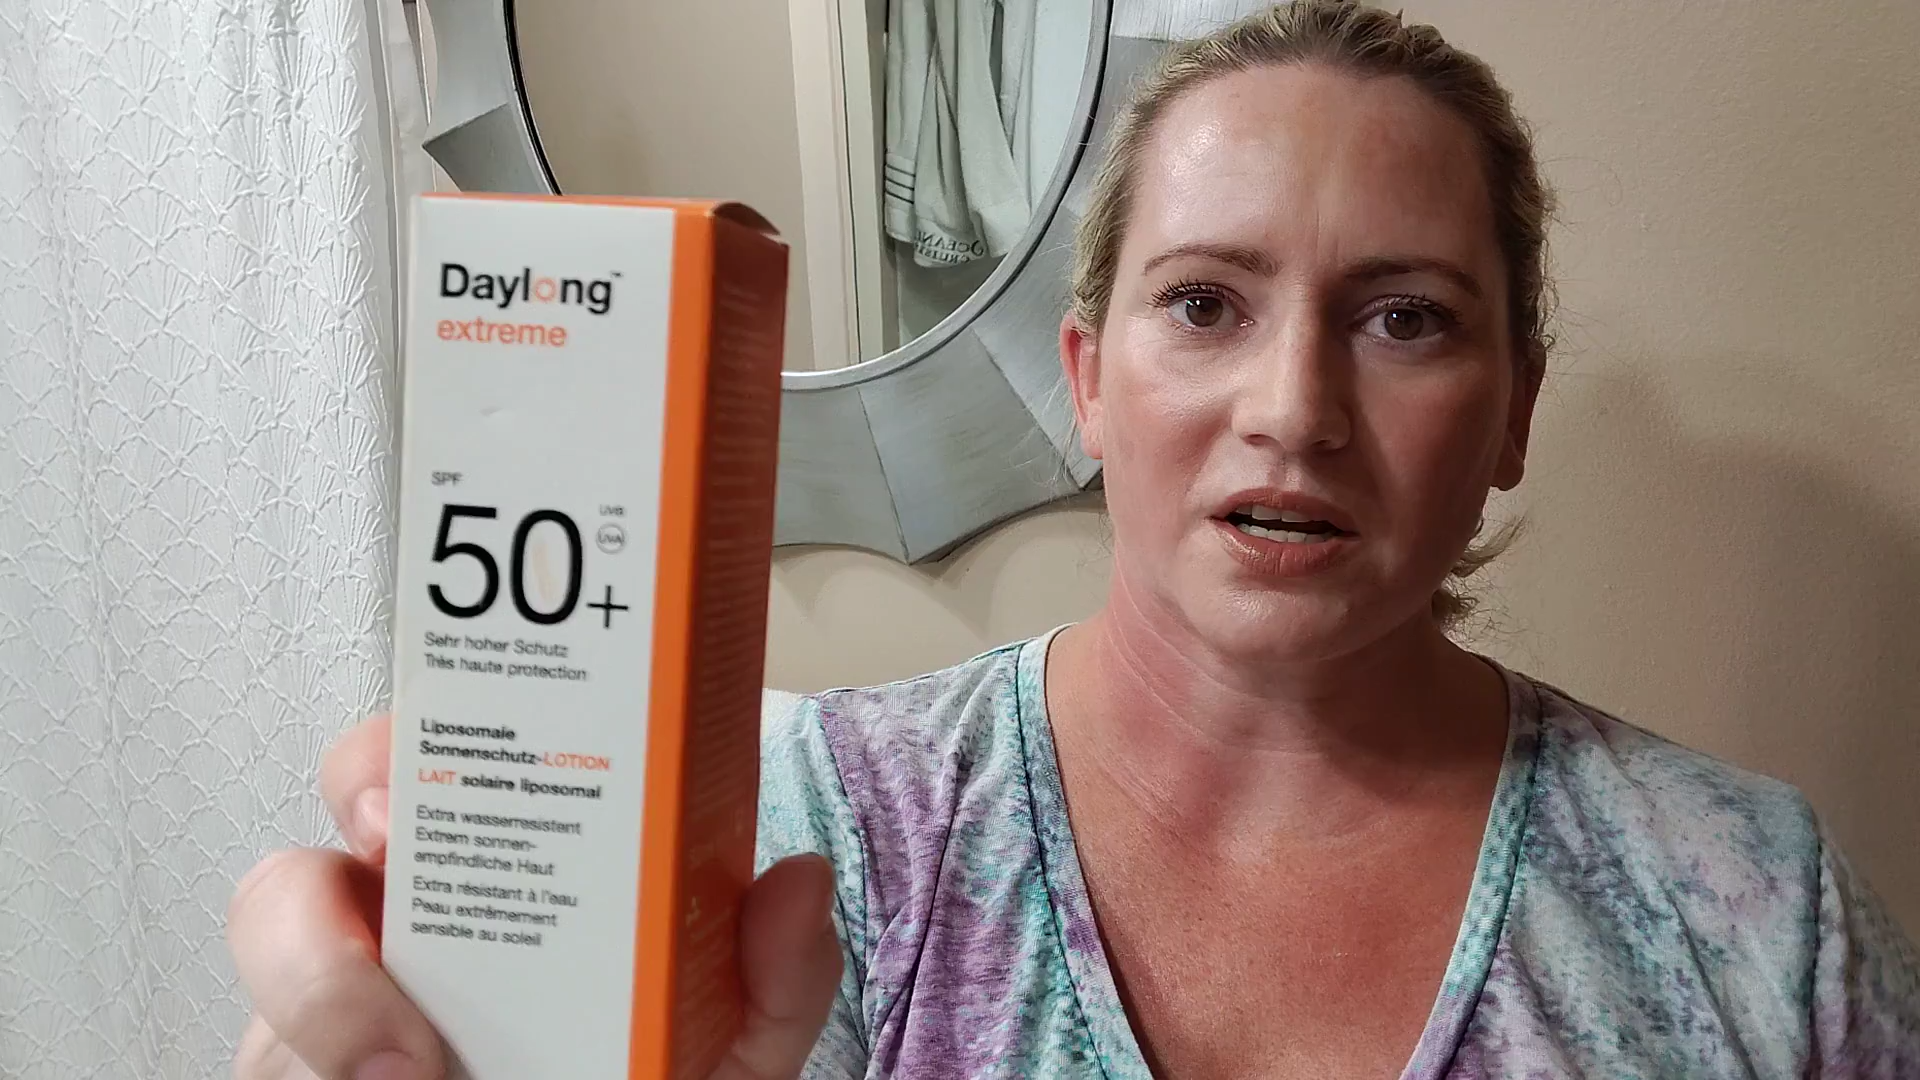 Daylong™
extreme
SPF
50+
UVB
UVA
Sehr hoher Schutz
Très haute protection
Liposomale
Sonnenschutz-LOTION
LAIT solaire liposomal
Extra wasserresistent
Extrem sonnen-
empfindliche Haut
Extra résistant à l'eau
Peau extrêmement
sensible au soleil